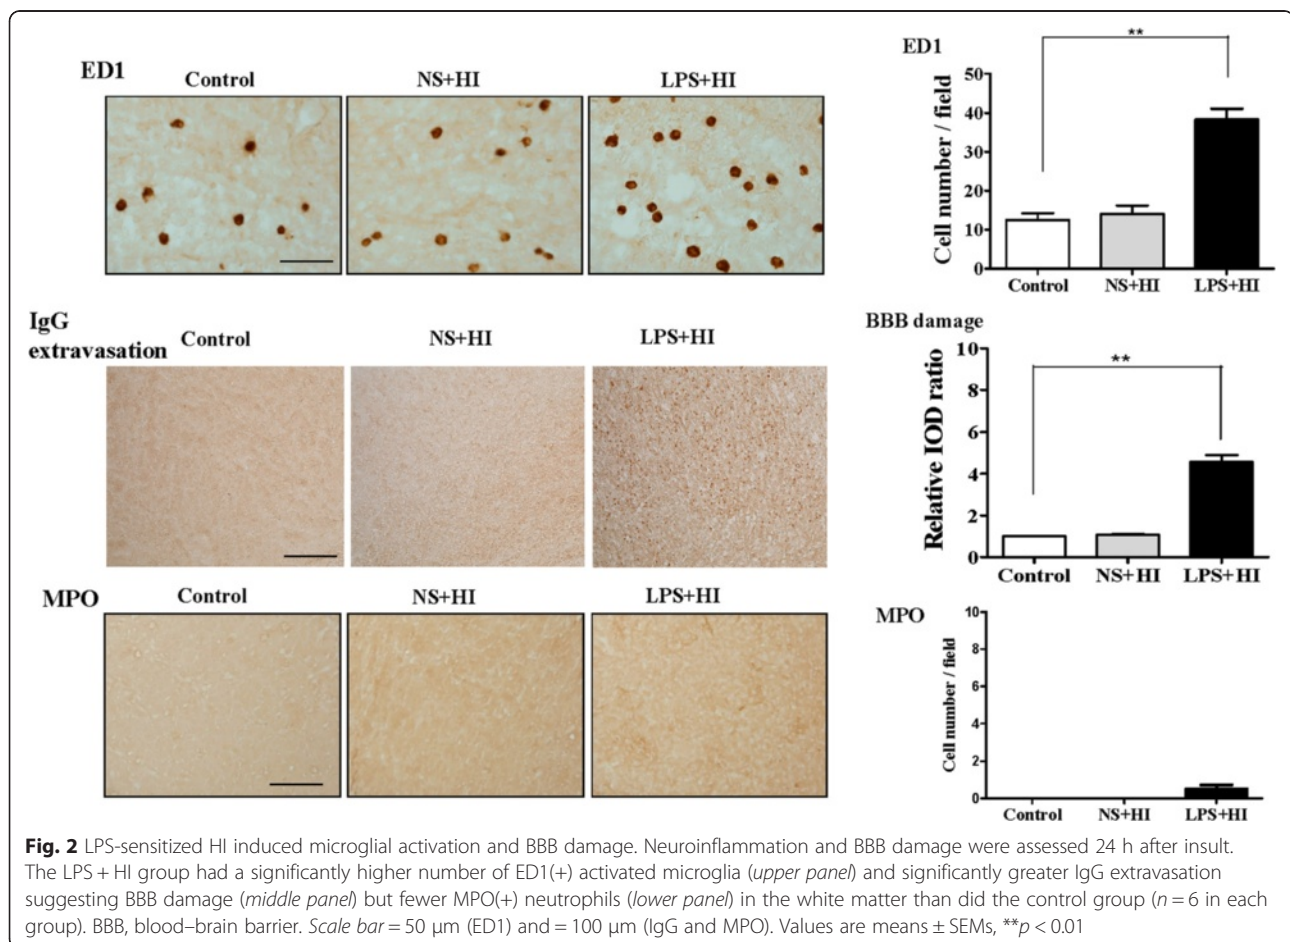 ED1
Control NS+HI LPS+HI
ED1
**
50
40
30
20
10
0
Cell number / field
Control NS+HI LPS+HI
IgG
extravasation
Control NS+HI LPS+HI
BBB damage
**
10
8
6
4
2
0
Relative IOD ratio
Control NS+HI LPS+HI
MPO
Control NS+HI LPS+HI
MPO
10
8
6
4
2
0
Cell number / field
Control NS+HI LPS+HI
Fig. 2 LPS-sensitized HI induced microglial activation and BBB damage. Neuroinflammation and BBB damage were assessed 24 h after insult.
The LPS + HI group had a significantly higher number of ED1(+) activated microglia (upper panel) and significantly greater IgG extravasation
suggesting BBB damage (middle panel) but fewer MPO(+) neutrophils (lower panel) in the white matter than did the control group (n = 6 in each
group). BBB, blood–brain barrier. Scale bar = 50 μm (ED1) and = 100 μm (IgG and MPO). Values are means ± SEMs, **p < 0.01